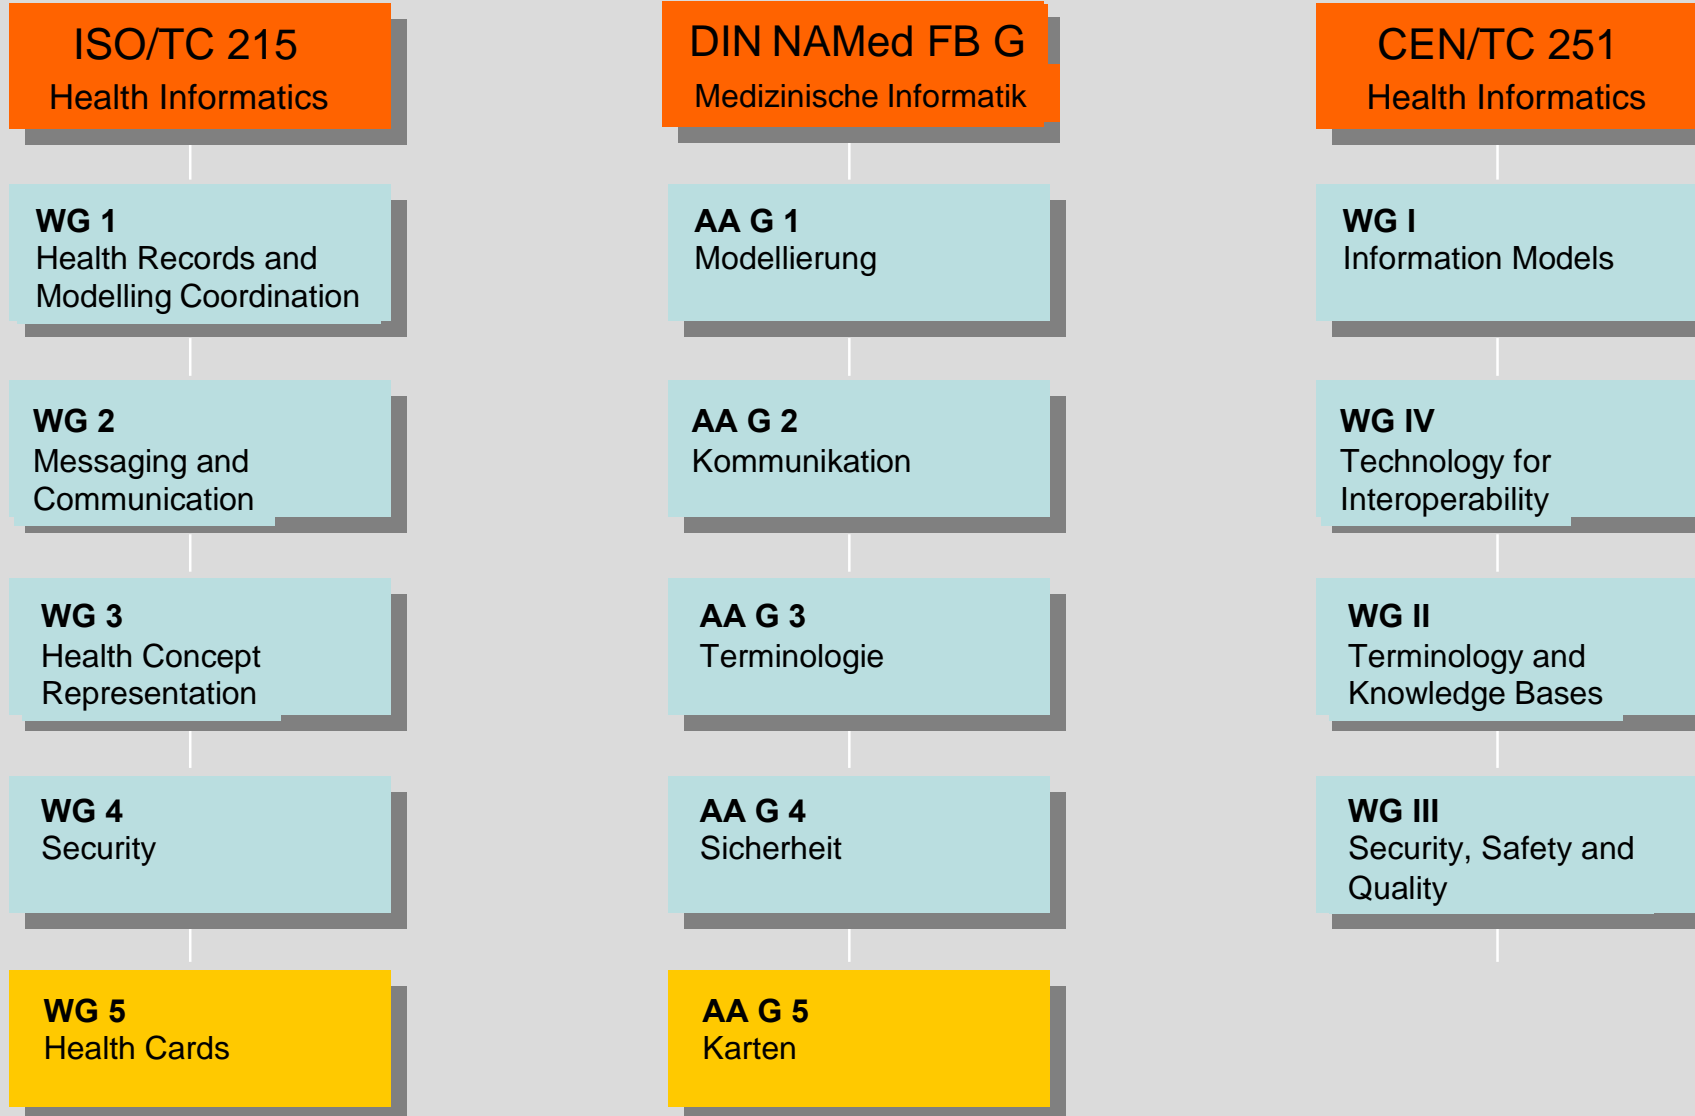 ISO/TC 215
Health Informatics
WG 1
Health Records and
Modelling Coordination
WG 2
Messaging and
Communication
WG 3
Health Concept
Representation
WG 4
Security
WG 5
Health Cards
DIN NAMed FB G
Medizinische Informatik
AA G 1
Modellierung
AA G 2
Kommunikation
AA G 3
Terminologie
AA G 4
Sicherheit
AA G 5
Karten
CEN/TC 251
Health Informatics
WG I
Information Models
WG IV
Technology for
Interoperability
WG II
Terminology and
Knowledge Bases
WG III
Security, Safety and
Quality